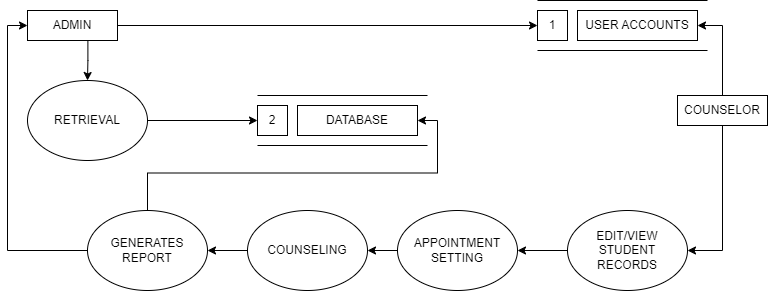 ADMIN
1
USER ACCOUNTS
RETRIEVAL
2
DATABASE
COUNSELOR
GENERATES
REPORT
COUNSELING
APPOINTMENT
SETTING
EDIT/VIEW
STUDENT
RECORDS